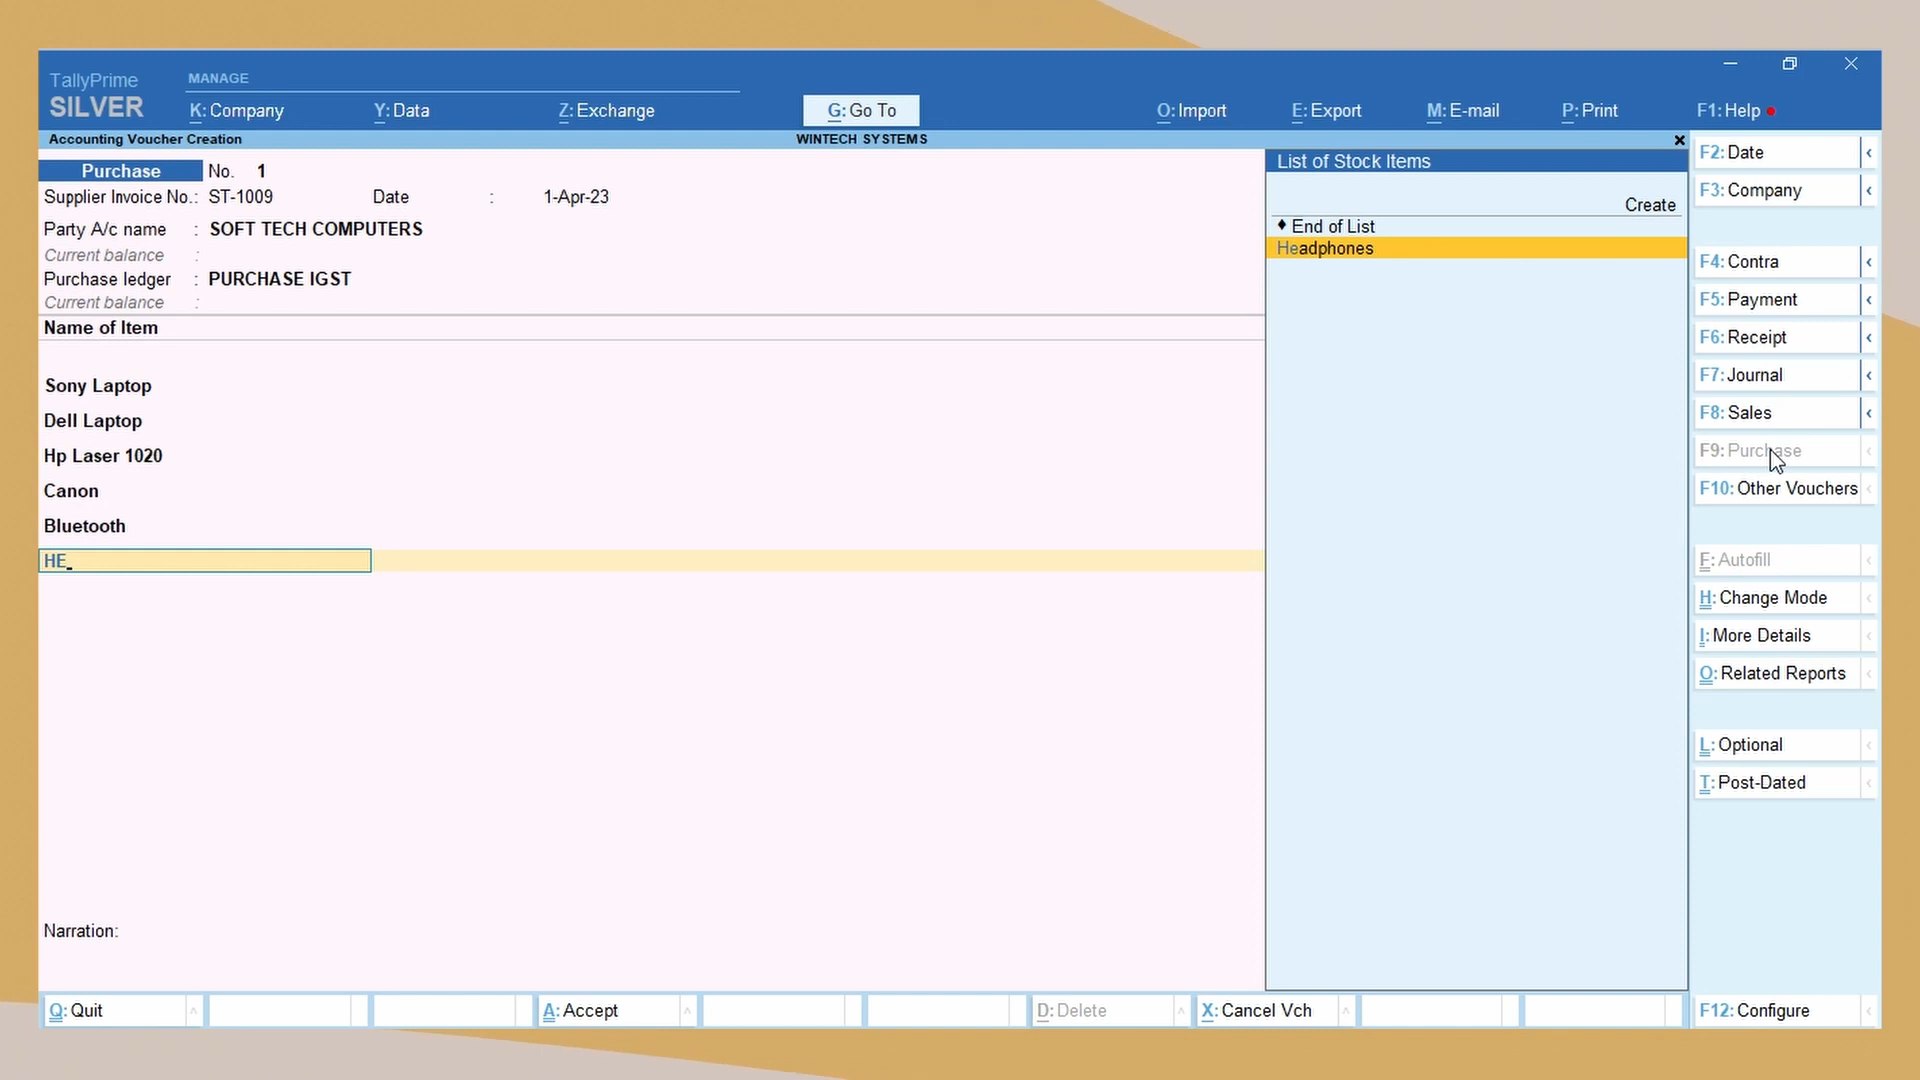 TallyPrime
SILVER
MANAGE
K: Company
Y: Data
Z: Exchange
G: Go To
O: Import
E: Export
M: E-mail
P: Print
F1: Help
Accounting Voucher Creation
WINTECH SYSTEMS
Purchase No. 1
Supplier Invoice No.: ST-1009 Date : 1-Apr-23
Party A/c name : SOFT TECH COMPUTERS
Current balance :
Purchase ledger : PURCHASE IGST
Current balance :
Name of Item
Sony Laptop
Dell Laptop
Hp Laser 1020
Canon
Bluetooth
HE
Narration:
List of Stock Items
Create
End of List
Headphones
F2: Date
F3: Company
F4: Contra
F5: Payment
F6: Receipt
F7: Journal
F8: Sales
F9: Purchase
F10: Other Vouchers
F: Autofill
H: Change Mode
I: More Details
O: Related Reports
L: Optional
T: Post-Dated
Q: Quit
A: Accept
D: Delete
X: Cancel Vch
F12: Configure